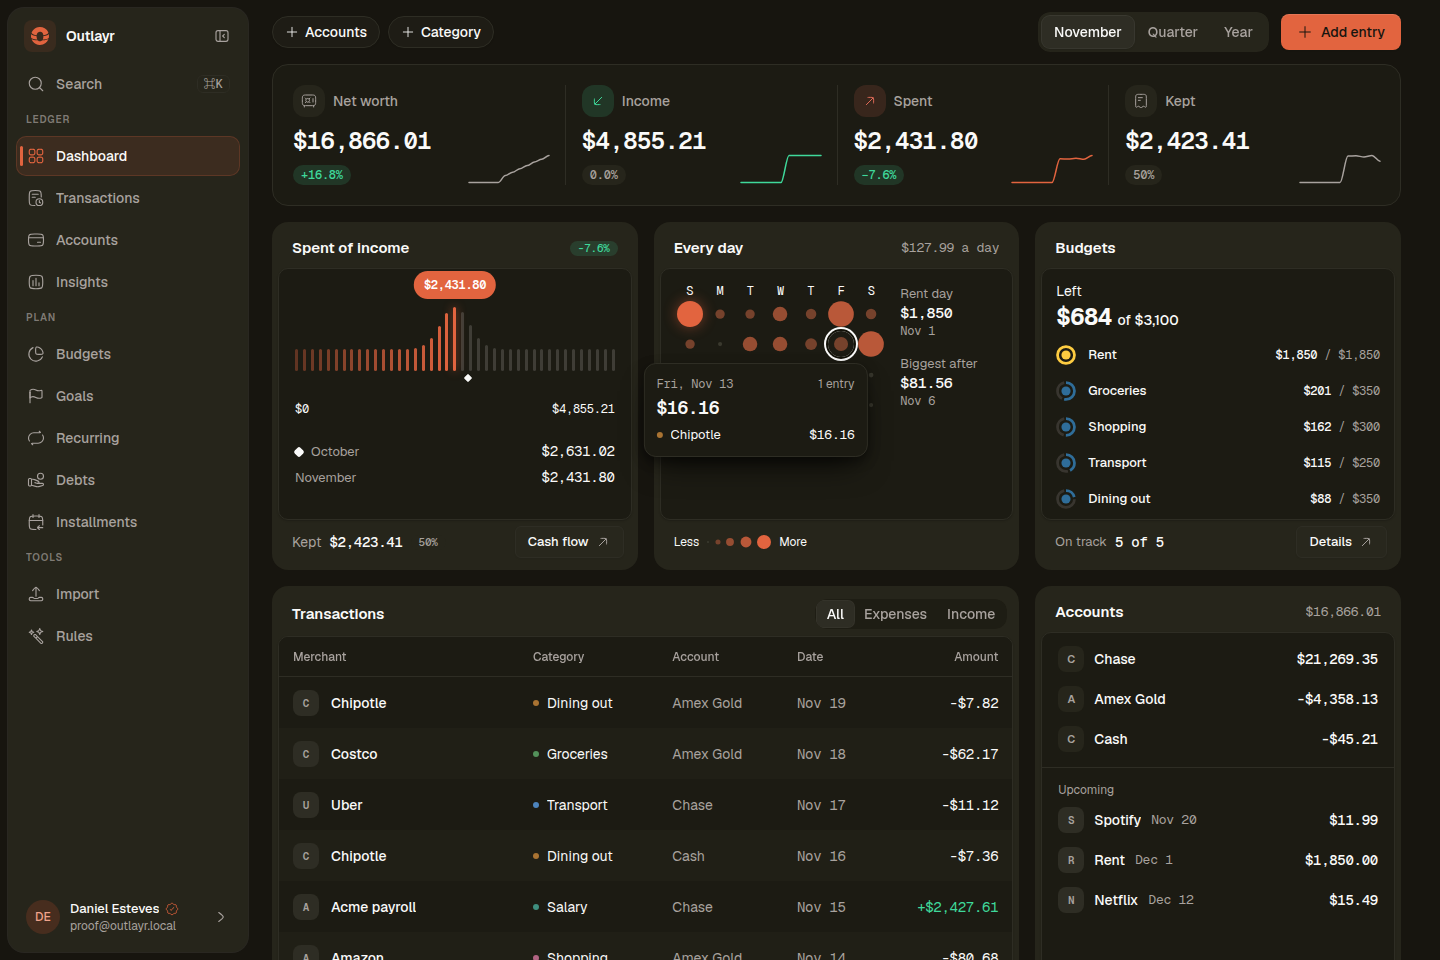 Outlayr
Search ⌘K
LEDGER
Dashboard
Transactions
Accounts
Insights
PLAN
Budgets
Goals
Recurring
Debts
Installments
TOOLS
Import
Rules
DE
Daniel Esteves
proof@outlayr.local
+ Accounts + Category
November Quarter Year
+ Add entry
Net worth
$16,866.01
+16.8%
Income
$4,855.21
0.0%
Spent
$2,431.80
-7.6%
Kept
$2,423.41
50%
Spent of income -7.6%
$2,431.80
$0 $4,855.21
October $2,631.02
November $2,431.80
Kept $2,423.41 50% Cash flow
Every day $127.99 a day
S M T W T F S
Rent day
$1,850
Nov 1
Biggest after
$81.56
Nov 6
Fri, Nov 13 1 entry
$16.16
Chipotle $16.16
Less More
Budgets
Left
$684 of $3,100
Rent $1,850 / $1,850
Groceries $201 / $350
Shopping $162 / $300
Transport $115 / $250
Dining out $88 / $350
On track 5 of 5 Details
Transactions All Expenses Income
Merchant Category Account Date Amount
C Chipotle Dining out Amex Gold Nov 19 -$7.82
C Costco Groceries Amex Gold Nov 18 -$62.17
U Uber Transport Chase Nov 17 -$11.12
C Chipotle Dining out Cash Nov 16 -$7.36
A Acme payroll Salary Chase Nov 15 +$2,427.61
A Amazon Shopping Amex Gold Nov 14 -$80.68
Accounts $16,866.01
C Chase $21,269.35
A Amex Gold -$4,358.13
C Cash -$45.21
Upcoming
S Spotify Nov 20 $11.99
R Rent Dec 1 $1,850.00
N Netflix Dec 12 $15.49